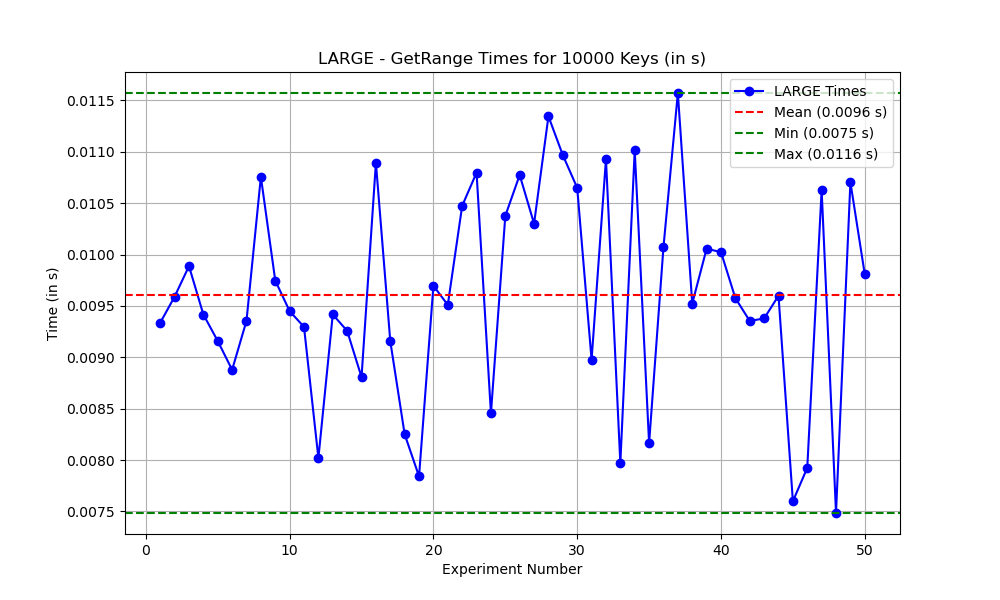 LARGE - GetRange Times for 10000 Keys (in s)
LARGE Times
Mean (0.0096 s)
Min (0.0075 s)
Max (0.0116 s)
Time (in s)
0.0115
0.0110
0.0105
0.0100
0.0095
0.0090
0.0085
0.0080
0.0075
0 10 20 30 40 50
Experiment Number